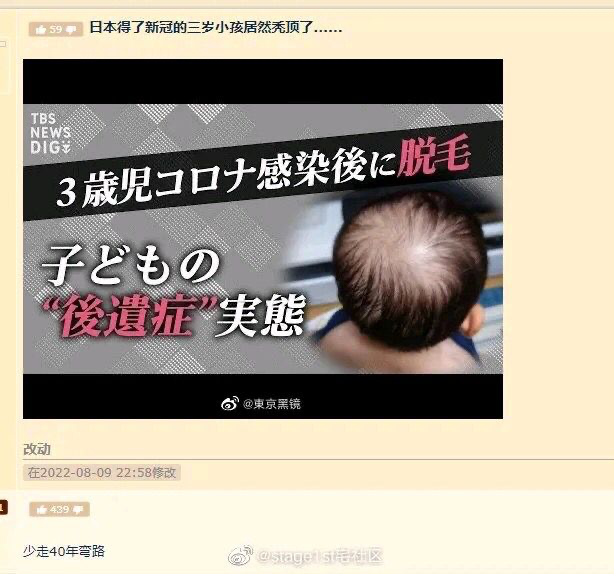 59
日本得了新冠的三岁小孩居然秃顶了......
TBS
NEWS
DIG
３歳児コロナ感染後に脱毛
子どもの
“後遺症”実態
@東京黑镜
改动
在2022-08-09 22:58修改
1
439
少走40年弯路
@stage1st宅社区